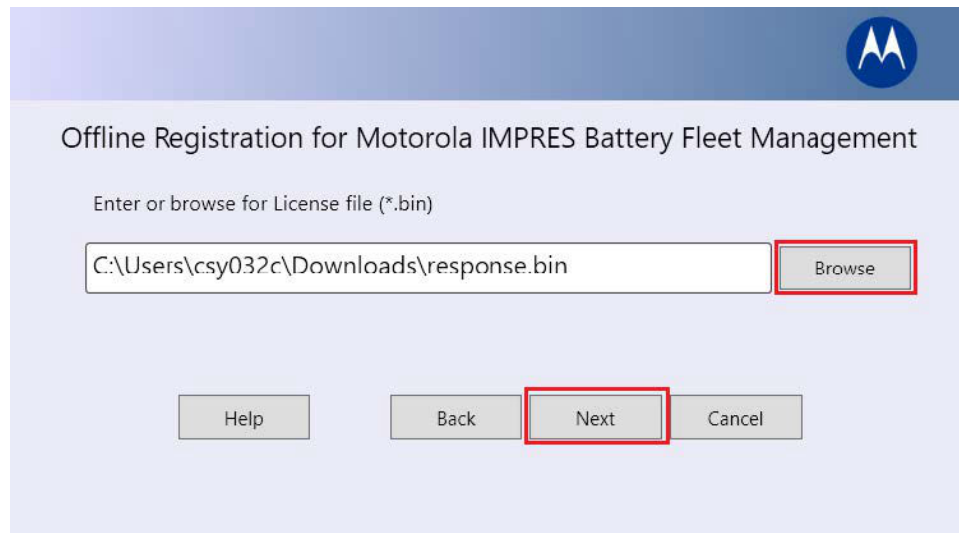 Offline Registration for Motorola IMPRES Battery Fleet Management
Enter or browse for License file (*.bin)
C:\Users\csy032c\Downloads\response.bin
Browse
Help
Back
Next
Cancel